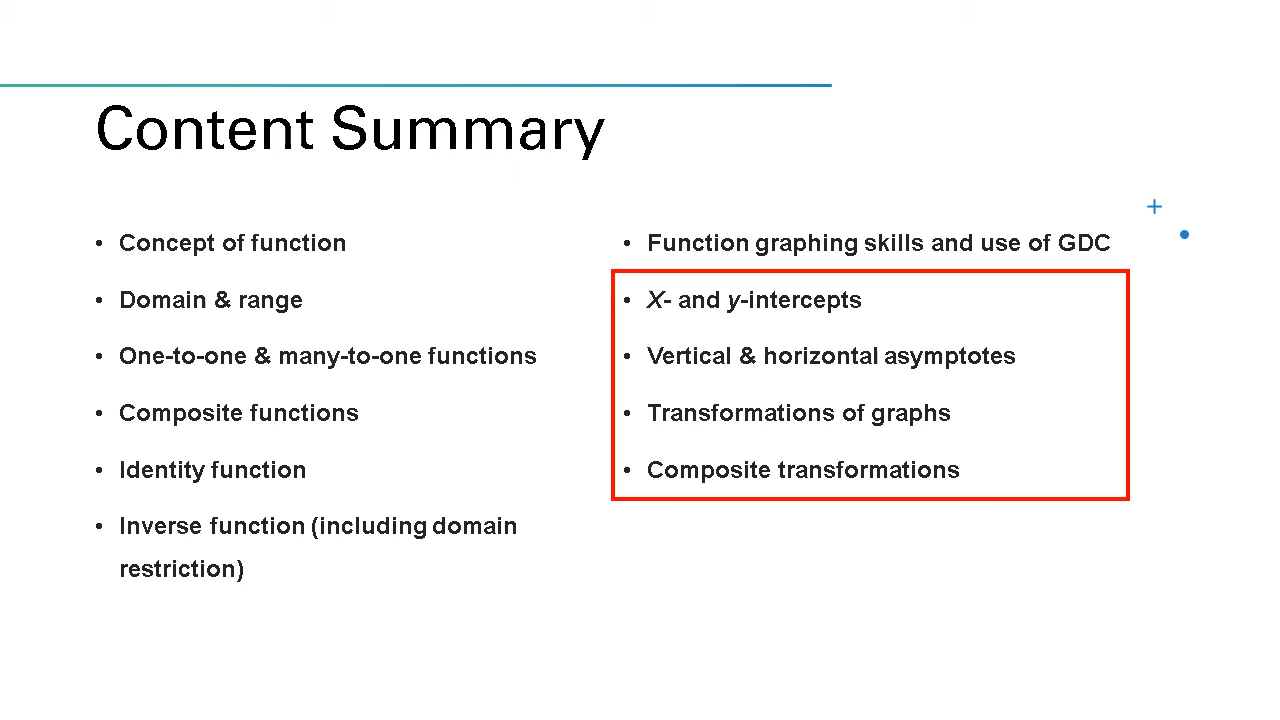 Content Summary
• Concept of function
• Domain & range
• One-to-one & many-to-one functions
• Composite functions
• Identity function
• Inverse function (including domain
restriction)
• Function graphing skills and use of GDC
• X- and y-intercepts
• Vertical & horizontal asymptotes
• Transformations of graphs
• Composite transformations